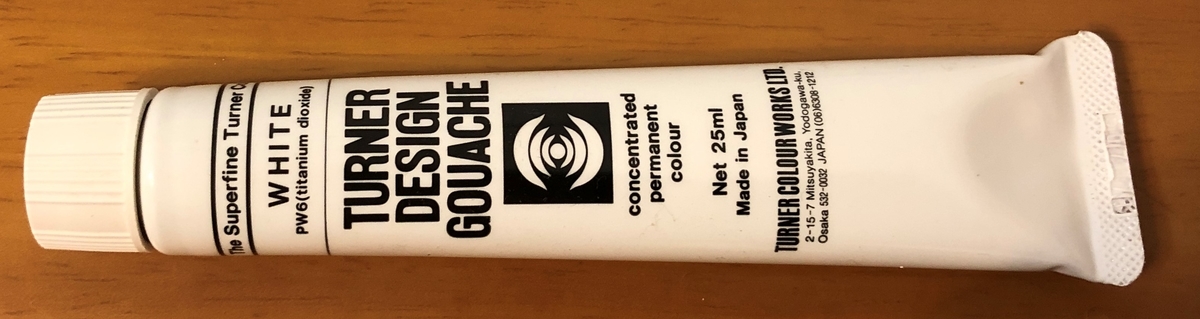 The Superfine Turner
WHITE
PW6(titanium dioxide)
TURNER
DESIGN
GOUACHE
concentrated
permanent
colour
Net 25ml
Made in Japan
TURNER COLOUR WORKS LTD.
2-15-7 Mitsuyakita, Yodogawa-ku,
Osaka 532-0032 JAPAN (06)6308-1212